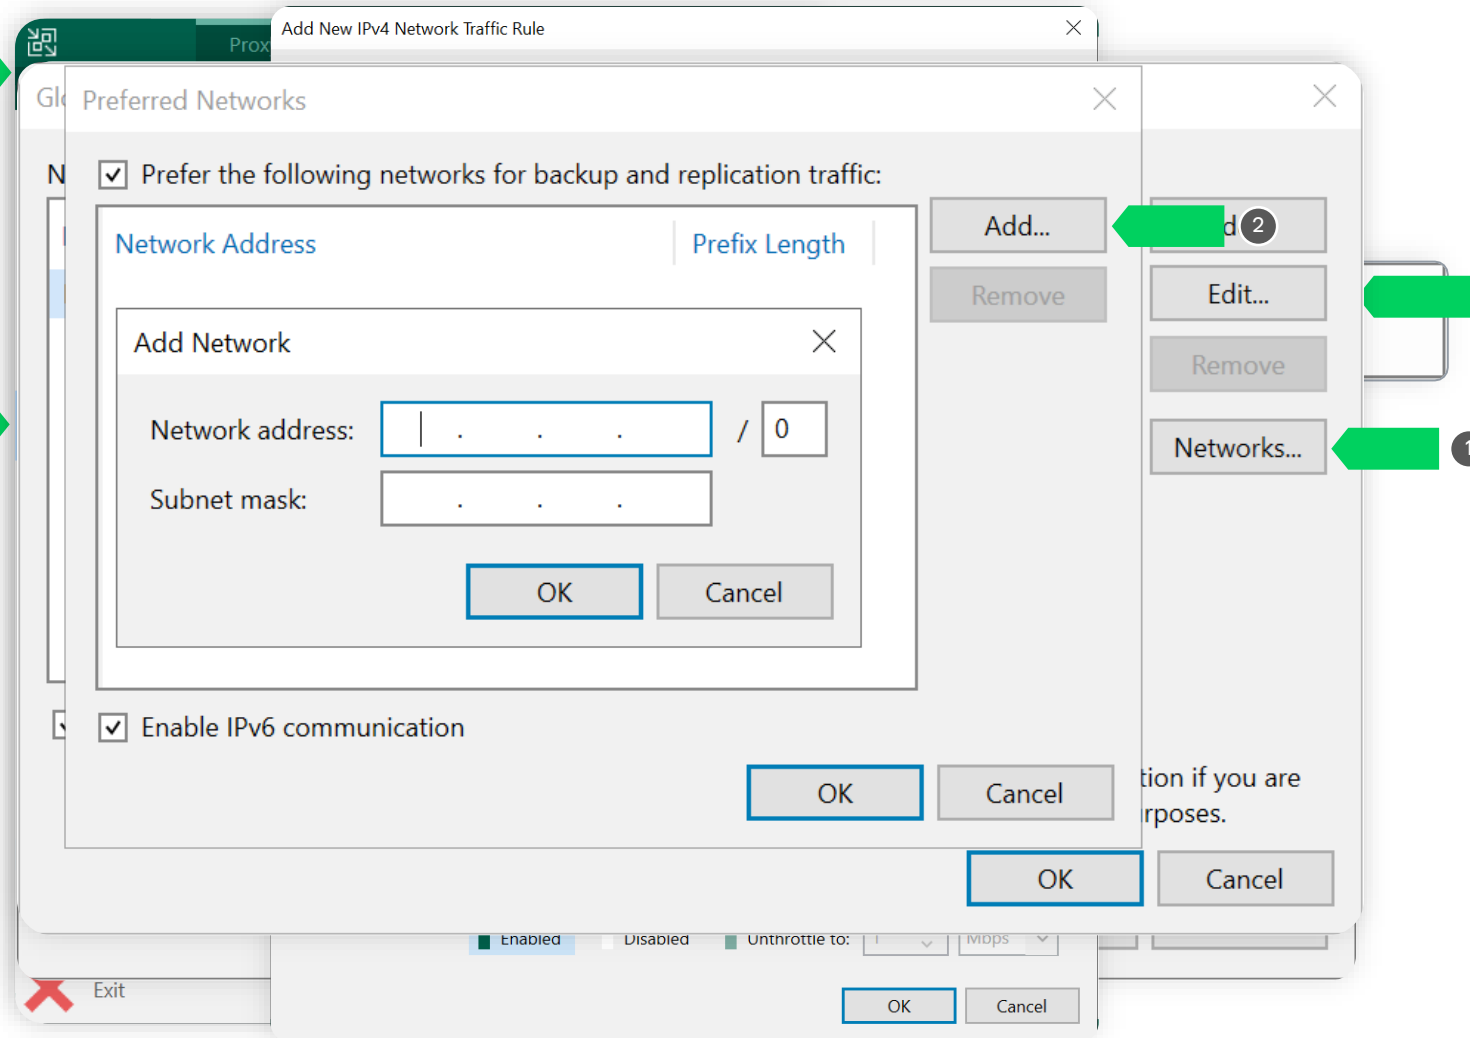 Prox
Add New IPv4 Network Traffic Rule
Preferred Networks
Prefer the following networks for backup and replication traffic:
Network Address
Prefix Length
Add...
2
Remove
Edit...
Remove
Add Network
Network address:
. . .
/
0
Networks...
1
Subnet mask:
. . .
OK
Cancel
Enable IPv6 communication
OK
Cancel
tion if you are
rposes.
OK
Cancel
Enabled
Disabled
Unthrottle to:
1
Mbps
Exit
OK
Cancel